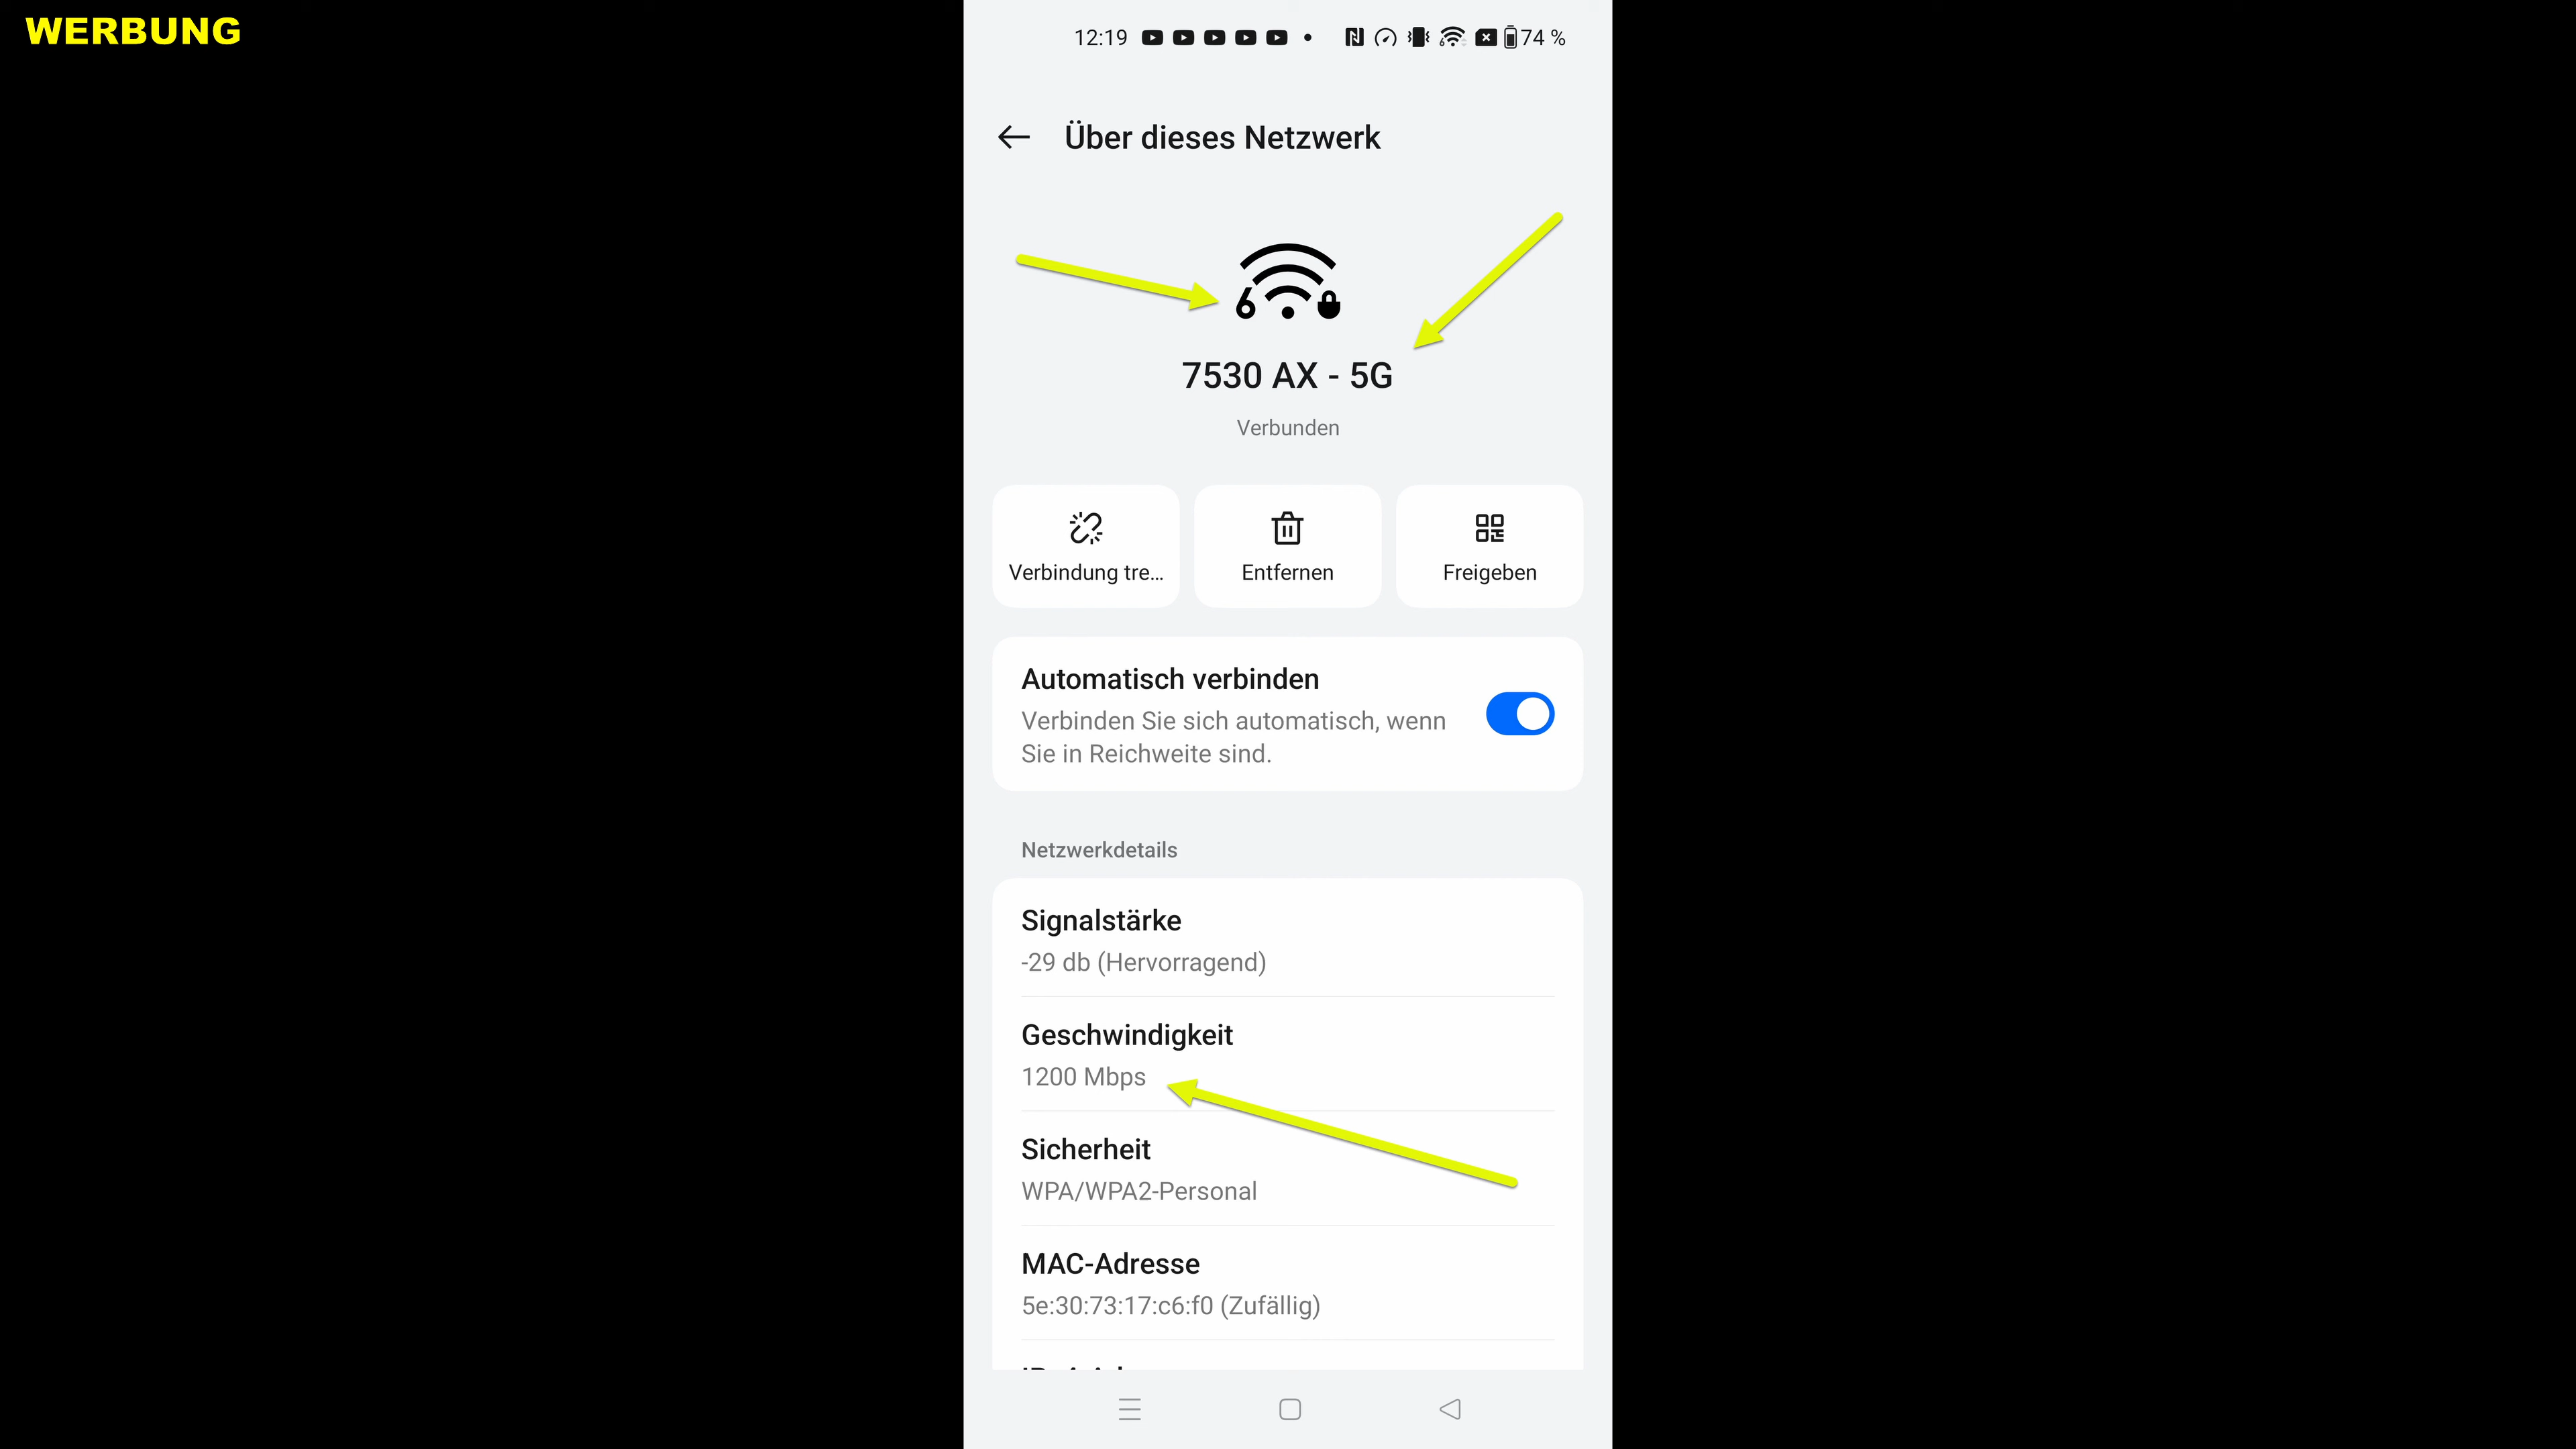 WERBUNG
12:19
74 %
Über dieses Netzwerk
6
7530 AX - 5G
Verbunden
Verbindung tre…
Entfernen
Freigeben
Automatisch verbinden
Verbinden Sie sich automatisch, wenn
Sie in Reichweite sind.
Netzwerkdetails
Signalstärke
-29 db (Hervorragend)
Geschwindigkeit
1200 Mbps
Sicherheit
WPA/WPA2-Personal
MAC-Adresse
5e:30:73:17:c6:f0 (Zufällig)